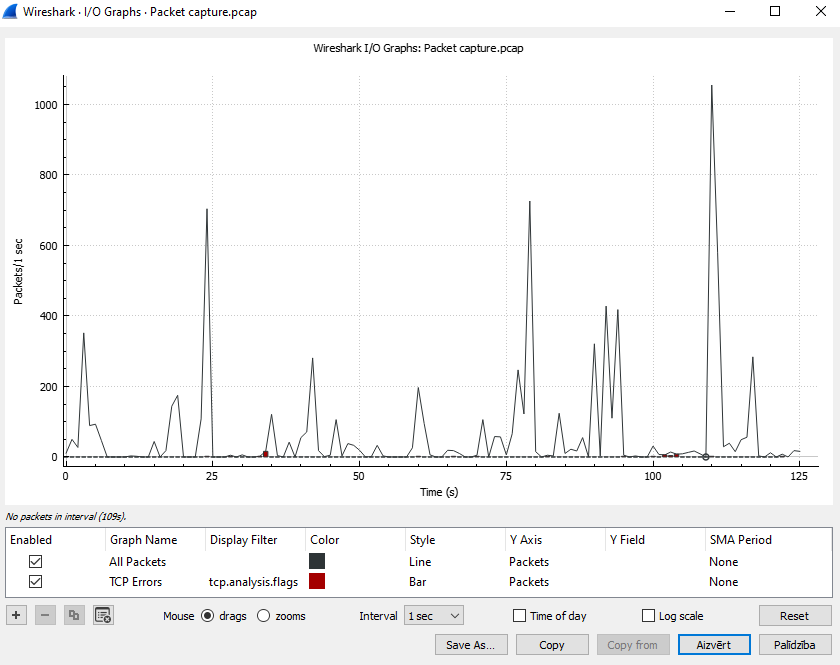 Wireshark · I/O Graphs · Packet capture.pcap
Wireshark I/O Graphs: Packet capture.pcap
1000
800
600
400
200
0
Packets/1 sec
0 25 50 75 100 125
Time (s)
No packets in interval (109s).
Enabled Graph Name Display Filter Color Style Y Axis Y Field SMA Period
All Packets Line Packets None
TCP Errors tcp.analysis.flags Bar Packets None
Mouse drags zooms Interval 1 sec Time of day Log scale Reset
Save As... Copy Copy from Aizvērt Palīdzība